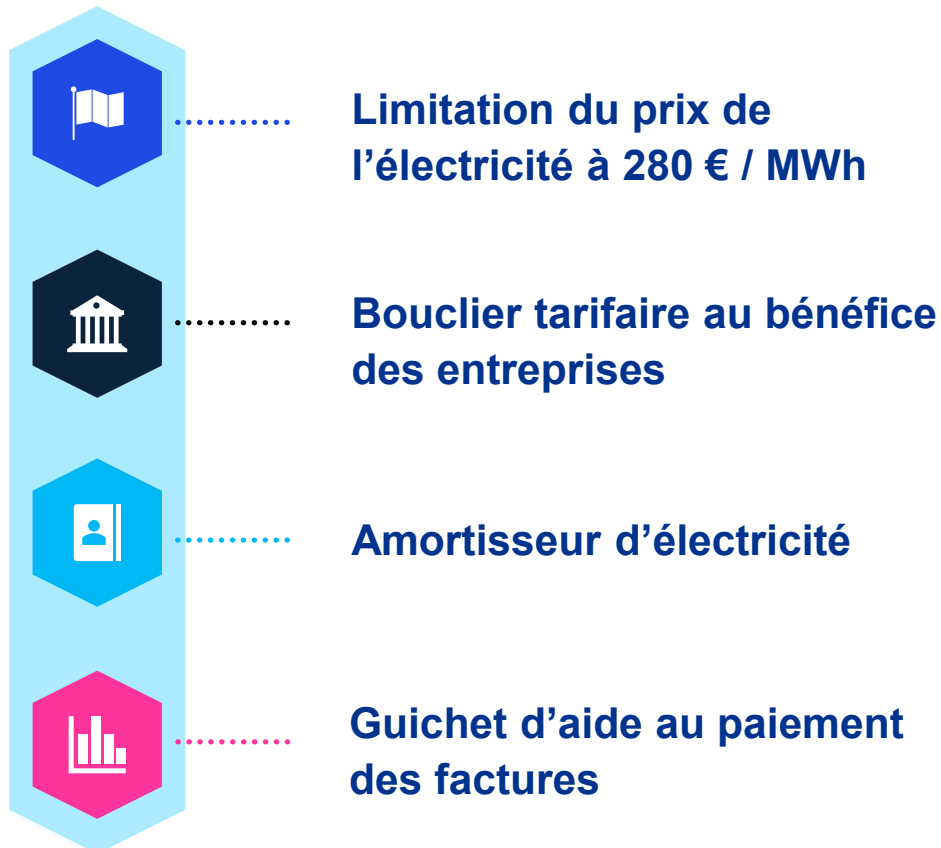 Limitation du prix de
l’électricité à 280 € / MWh
Bouclier tarifaire au bénéfice
des entreprises
Amortisseur d’électricité
Guichet d’aide au paiement
des factures